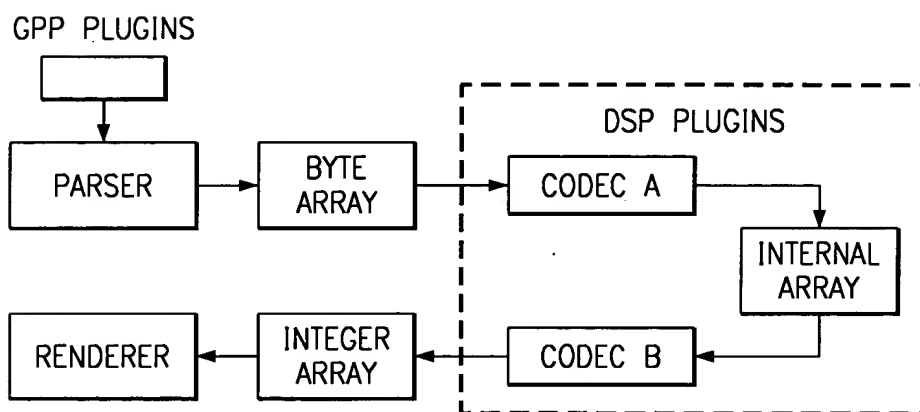 GPP PLUGINS
DSP PLUGINS
PARSER
BYTE
ARRAY
CODEC A
INTERNAL
ARRAY
RENDERER
INTEGER
ARRAY
CODEC B